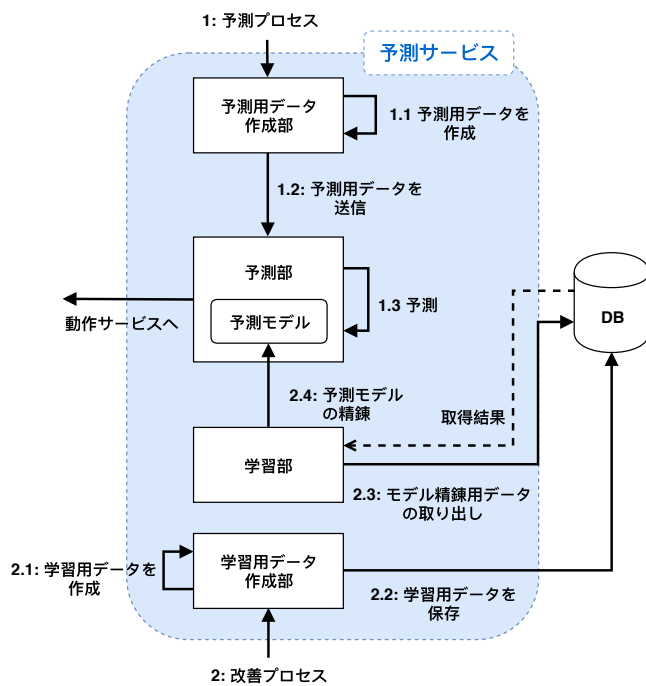 1: 予測プロセス
予測サービス
予測用データ
作成部
1.1 予測用データを
作成
1.2: 予測用データを
送信
予測部
1.3 予測
予測モデル
動作サービスへ
DB
2.4: 予測モデル
の精錬
取得結果
学習部
2.3: モデル精錬用データ
の取り出し
2.1: 学習用データを
作成
学習用データ
作成部
2.2: 学習用データを
保存
2: 改善プロセス